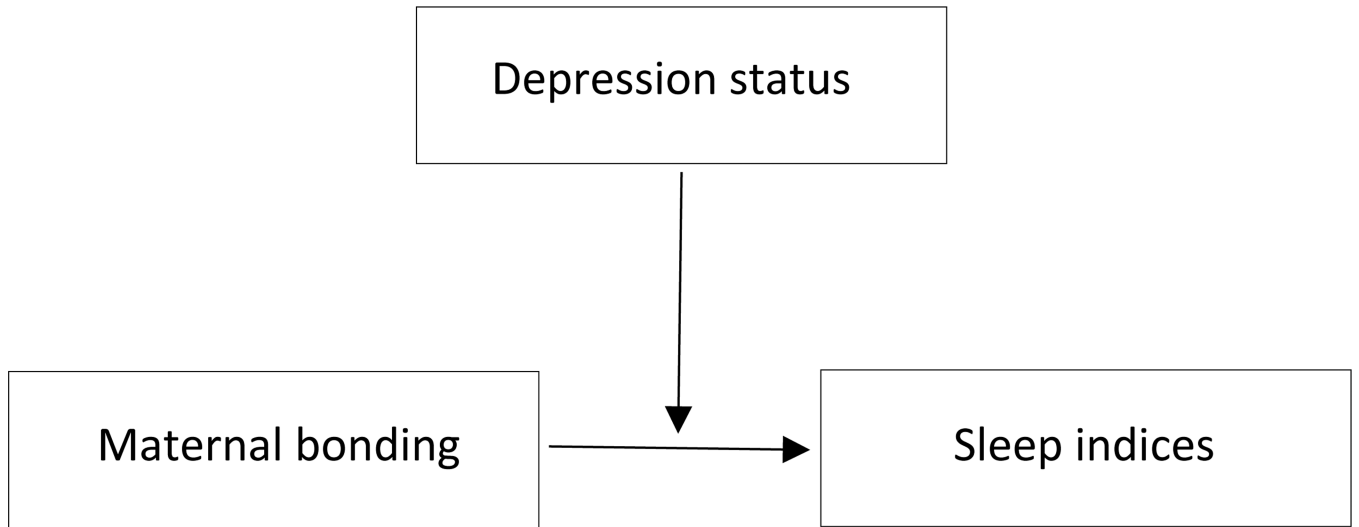 Depression status
Maternal bonding
Sleep indices